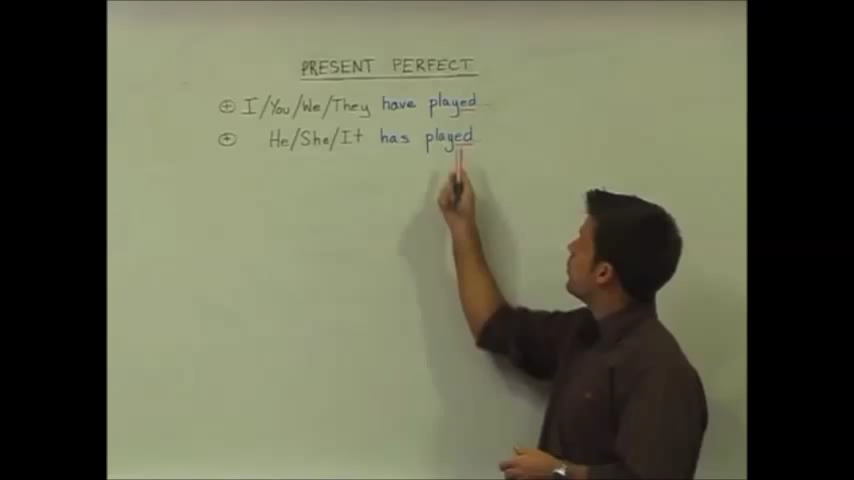 PRESENT PERFECT
+ I/You/We/They have played
+ He/She/It has played